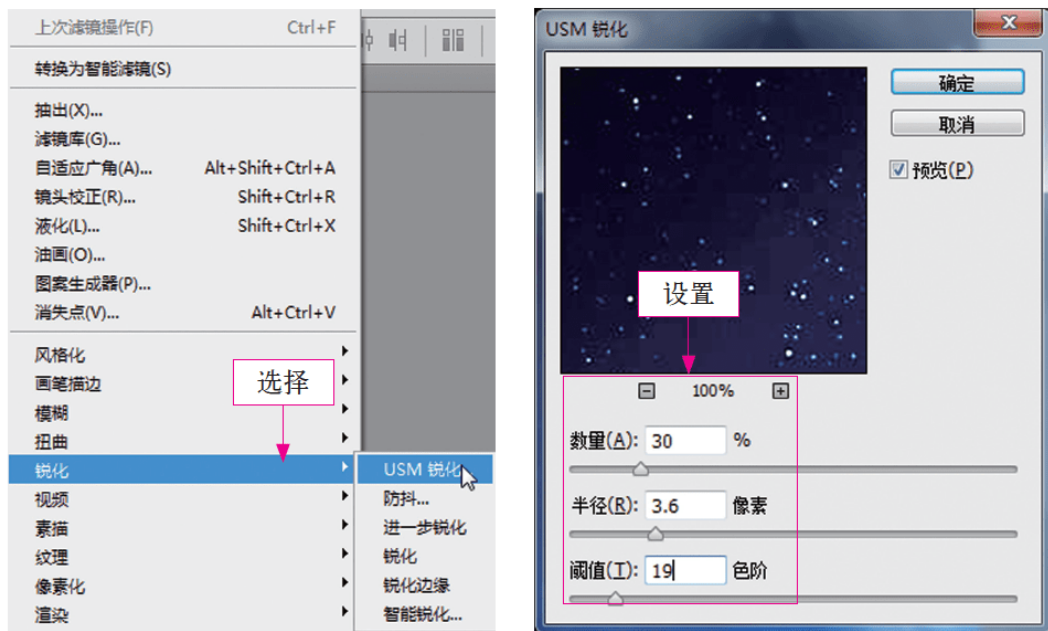 上次滤镜操作(F) Ctrl+F
转换为智能滤镜(S)
抽出(X)...
滤镜库(G)...
自适应广角(A)... Alt+Shift+Ctrl+A
镜头校正(R)... Shift+Ctrl+R
液化(L)... Shift+Ctrl+X
油画(O)...
图案生成器(P)...
消失点(V)... Alt+Ctrl+V
风格化
画笔描边
选择
模糊
扭曲
锐化
视频
素描
纹理
像素化
渲染
USM 锐化
防抖...
进一步锐化
锐化
锐化边缘
智能锐化...
USM 锐化
确定
取消
预览(P)
设置
100%
数量(A): 30 %
半径(R): 3.6 像素
阈值(T): 19 色阶